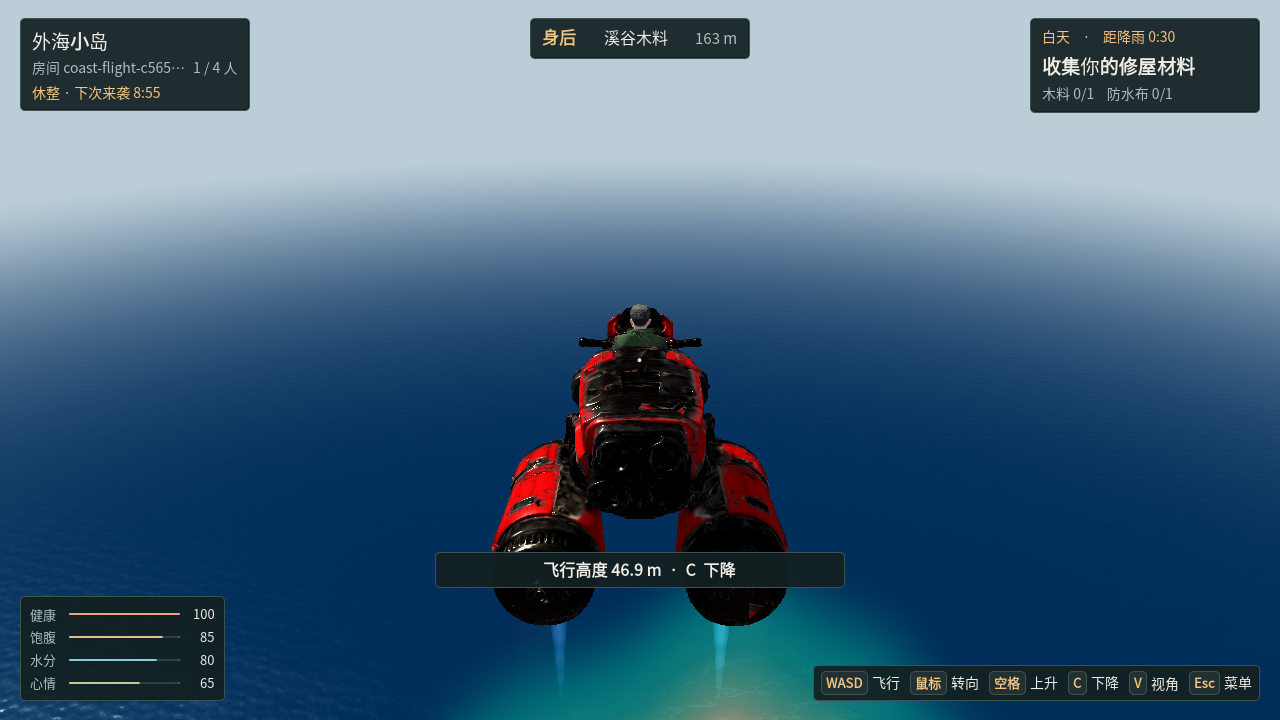 外海小岛
房间 coast-flight-c565… 1 / 4 人
休整 · 下次来袭 8:55
身后 溪谷木料 163 m
白天 · 距降雨 0:30
收集你的修屋材料
木料 0/1 防水布 0/1
飞行高度 46.9 m · C 下降
健康 100
饱腹 85
水分 80
心情 65
WASD 飞行 鼠标 转向 空格 上升 C 下降 V 视角 Esc 菜单